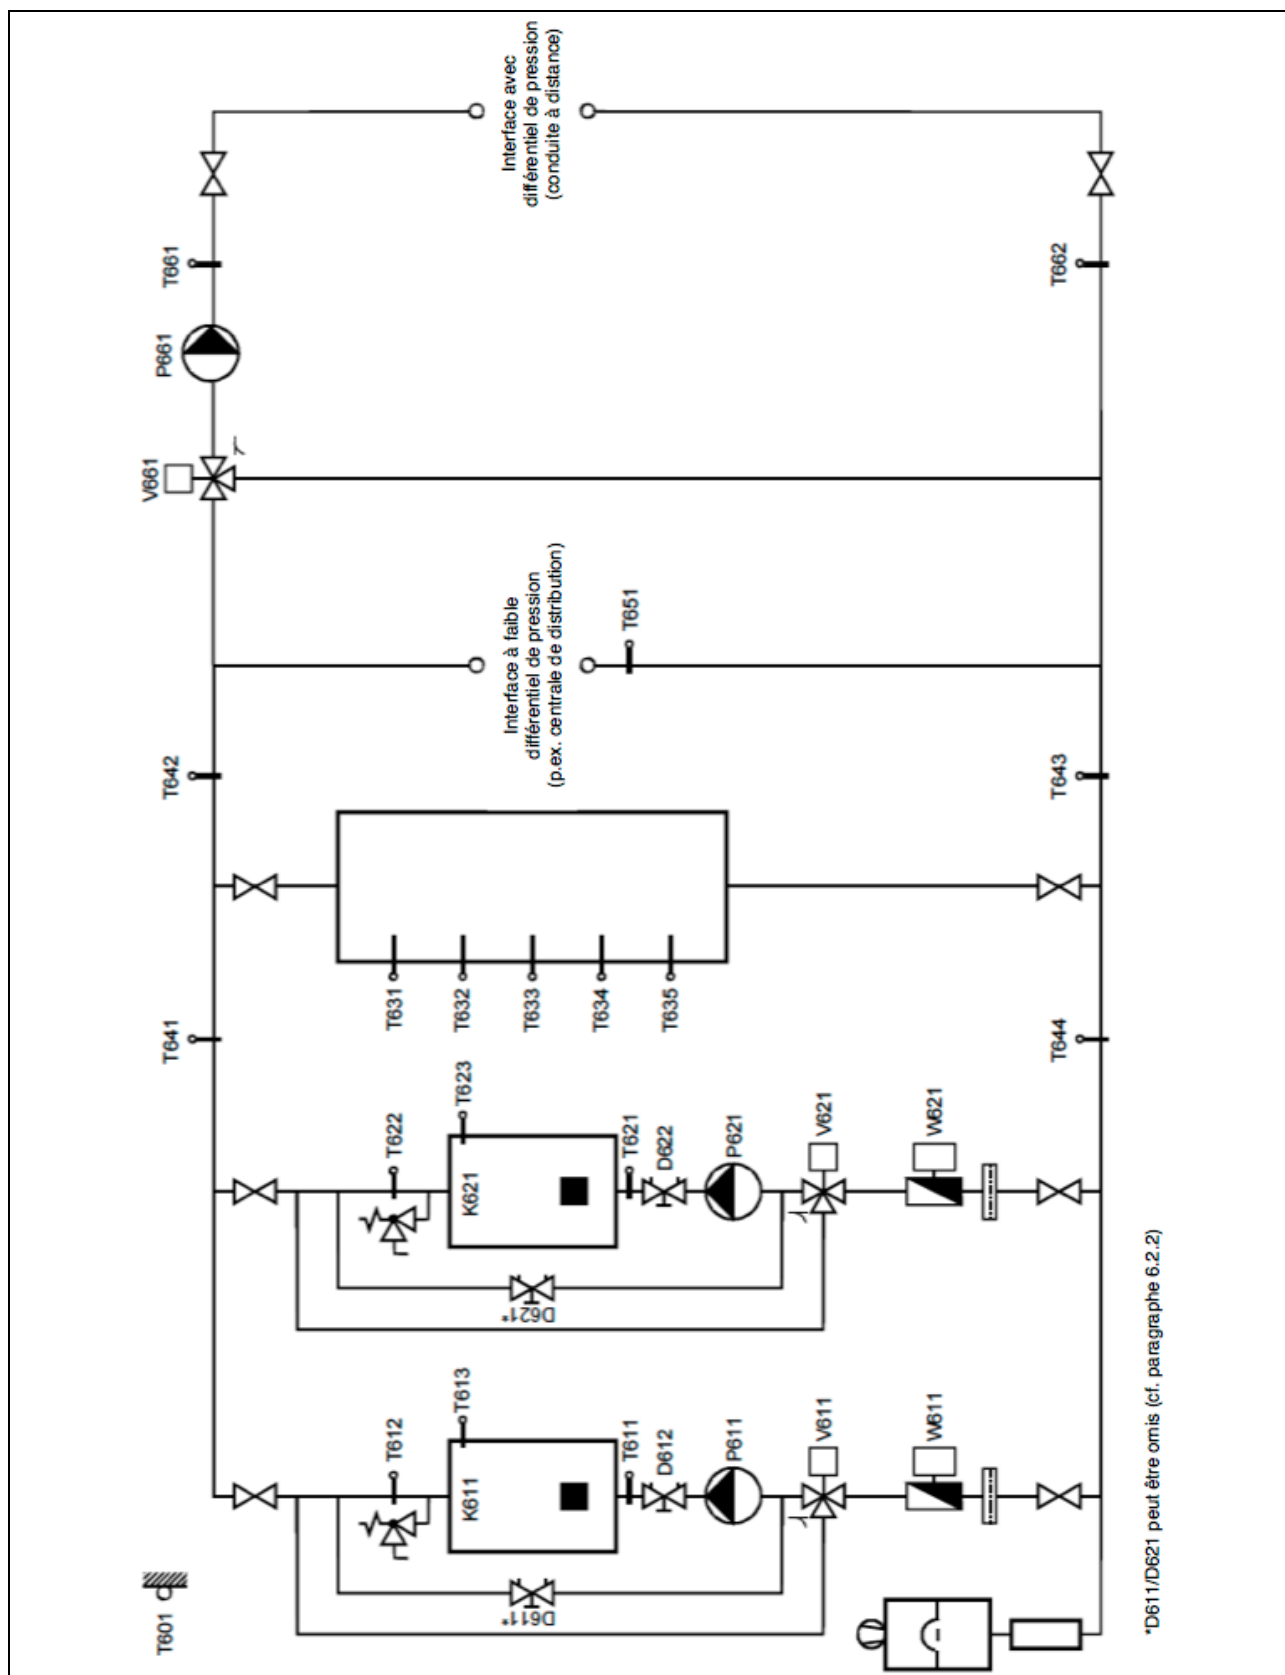 Interface avec
différentiel de pression
(conduite à distance)
T661
T662
P661
V661
Interface à faible
différentiel de pression
(p.ex. centrale de distribution)
T651
T642
T643
T631
T632
T633
T634
T635
T641
T644
T622
T623
K621
T621
D622
P621
V621
W621
D621*
T612
T613
K611
T611
D612
P611
V611
W611
D611*
T601
*D611/D621 peut être omis (cf. paragraphe 6.2.2)